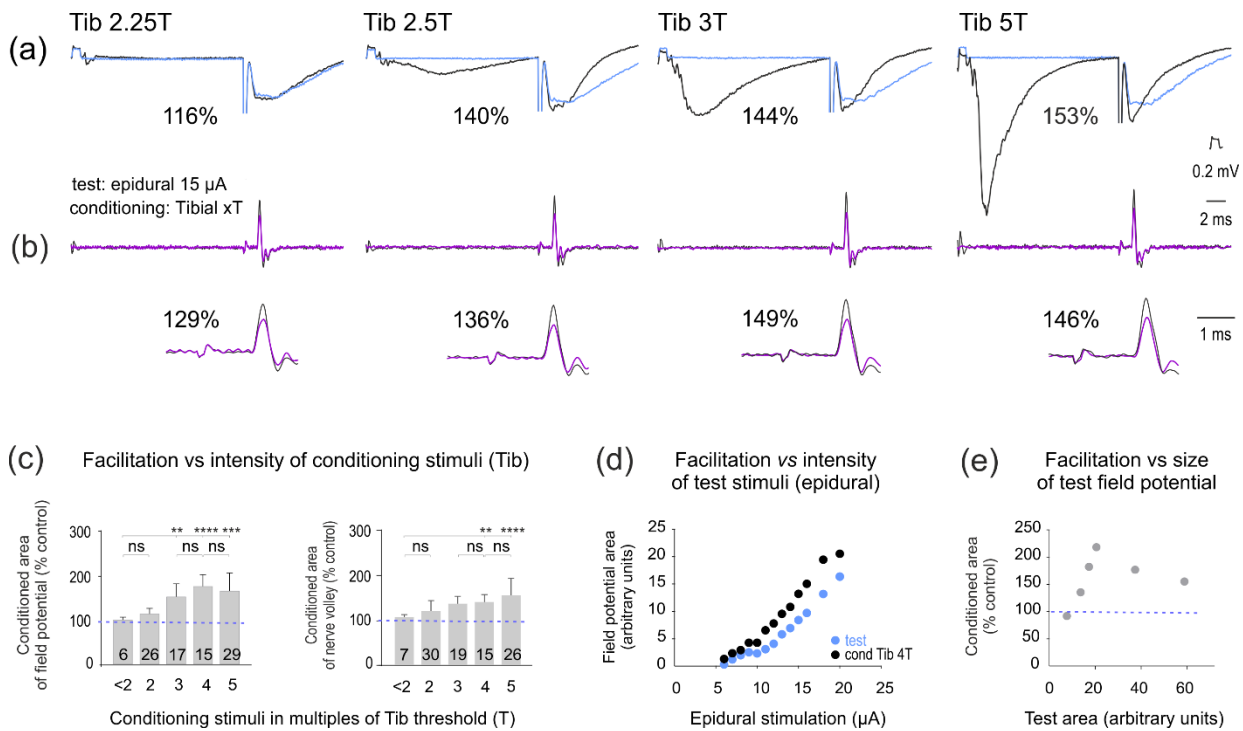 Tib 2.25T
Tib 2.5T
Tib 3T
Tib 5T
(a)
116%
140%
144%
153%
0.2 mV
2 ms
test: epidural 15 µA
conditioning: Tibial xT
(b)
129%
136%
149%
146%
1 ms
(c)
Facilitation vs intensity of conditioning stimuli (Tib)
Conditioned area
of field potential (% control)
300
200
100
0
** **** ***
ns
ns ns
6 26 17 15 29
<2 2 3 4 5
Conditioned area
of nerve volley (% control)
300
200
100
0
** ****
ns
ns ns
7 30 19 15 26
<2 2 3 4 5
Conditioning stimuli in multiples of Tib threshold (T)
(d)
Facilitation vs intensity
of test stimuli (epidural)
Field potential area
(arbitrary units)
25
20
15
10
5
0
test
cond Tib 4T
0 5 10 15 20 25
Epidural stimulation (µA)
(e)
Facilitation vs size
of test field potential
Conditioned area
(% control)
250
200
150
100
50
0
0 20 40 60
Test area (arbitrary units)